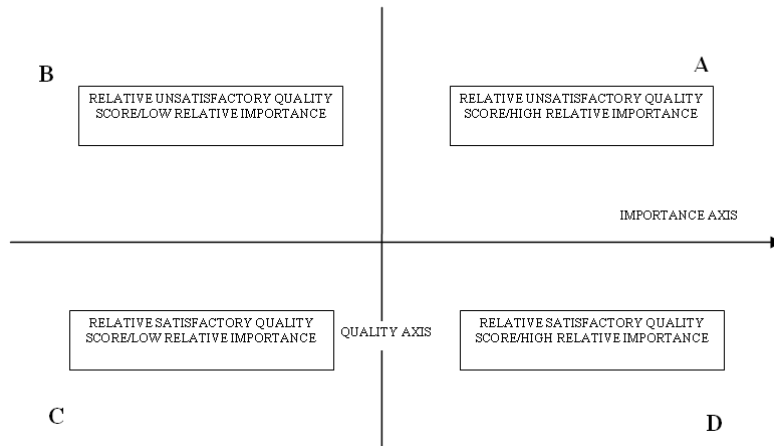 B
A
RELATIVE UNSATISFACTORY QUALITY
SCORE/LOW RELATIVE IMPORTANCE
RELATIVE UNSATISFACTORY QUALITY
SCORE/HIGH RELATIVE IMPORTANCE
IMPORTANCE AXIS
RELATIVE SATISFACTORY QUALITY
SCORE/LOW RELATIVE IMPORTANCE
QUALITY AXIS
RELATIVE SATISFACTORY QUALITY
SCORE/HIGH RELATIVE IMPORTANCE
C
D